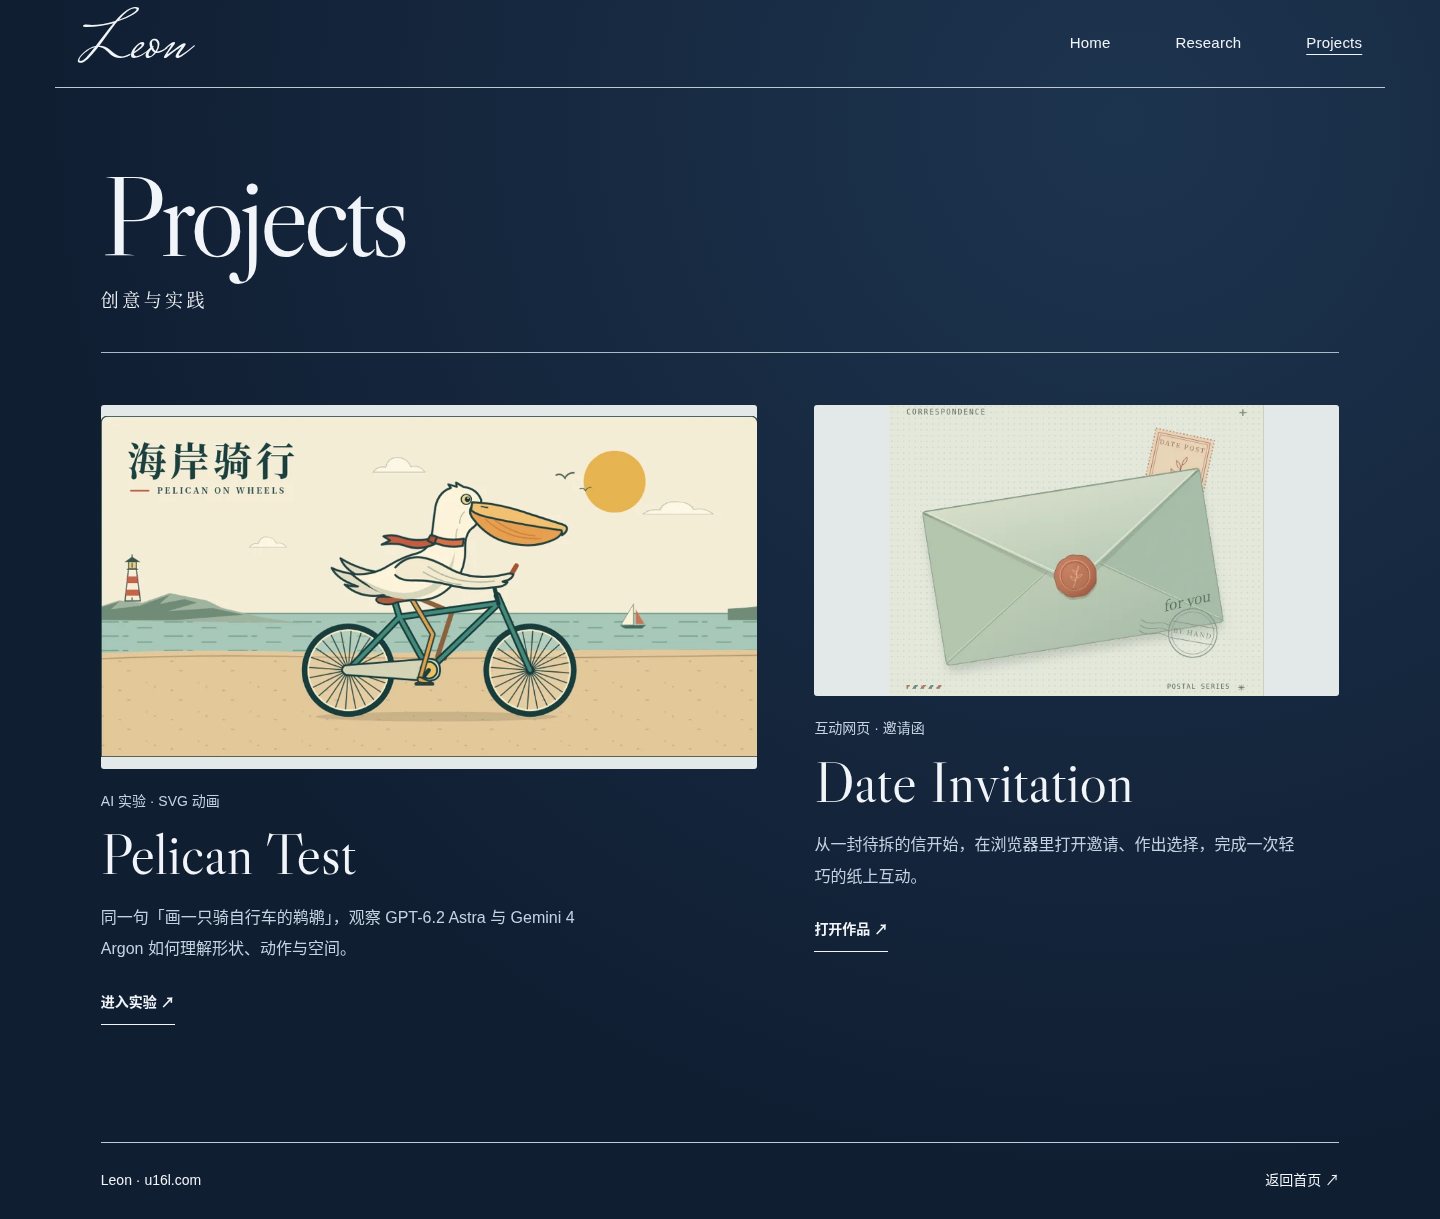 Leon
Home
Research
Projects
Projects
创意与实践
海岸骑行
PELICAN ON WHEELS
AI 实验 · SVG 动画
Pelican Test
同一句「画一只骑自行车的鹈鹕」，观察 GPT-6.2 Astra 与 Gemini 4
Argon 如何理解形状、动作与空间。
进入实验 ↗
CORRESPONDENCE
DATE POST
for you
BY HAND
POSTAL SERIES
互动网页 · 邀请函
Date Invitation
从一封待拆的信开始，在浏览器里打开邀请、作出选择，完成一次轻
巧的纸上互动。
打开作品 ↗
Leon · u16l.com
返回首页 ↗